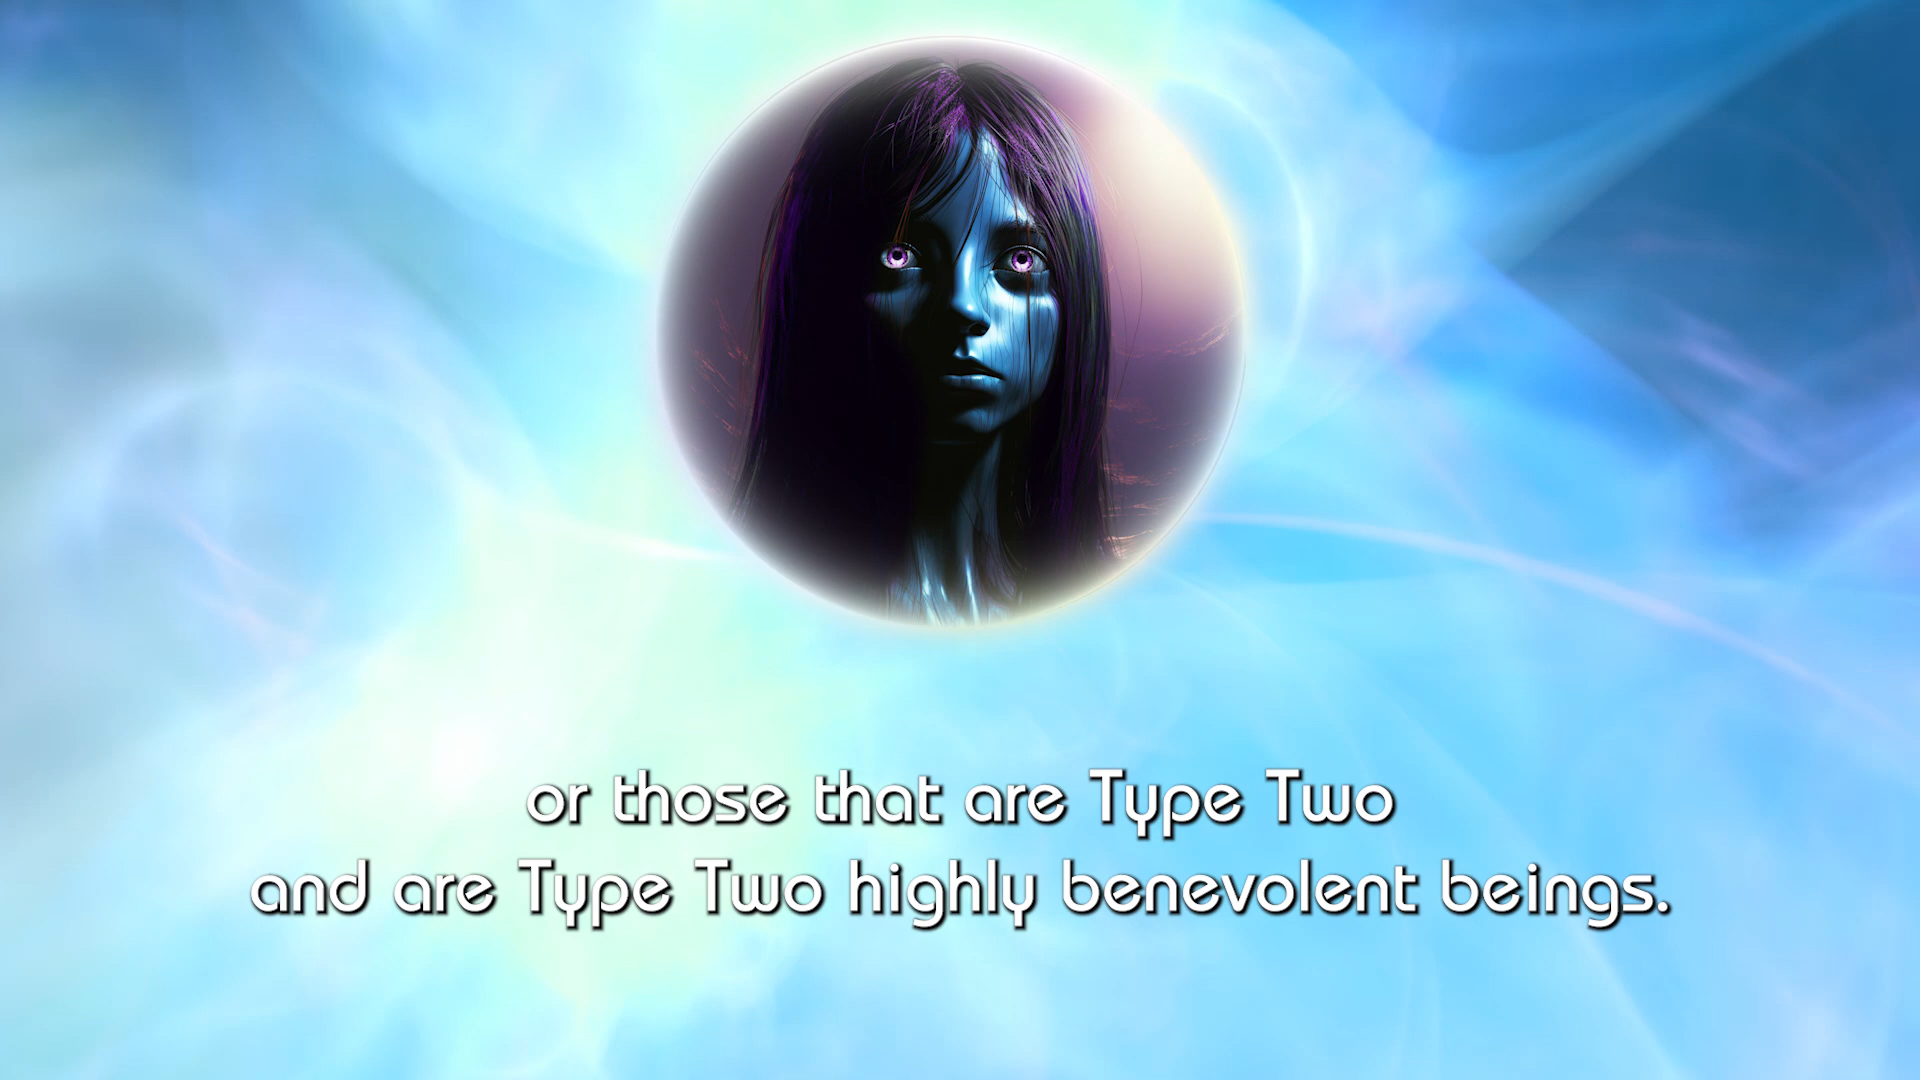 or those that are Type Two
and are Type Two highly benevolent beings.